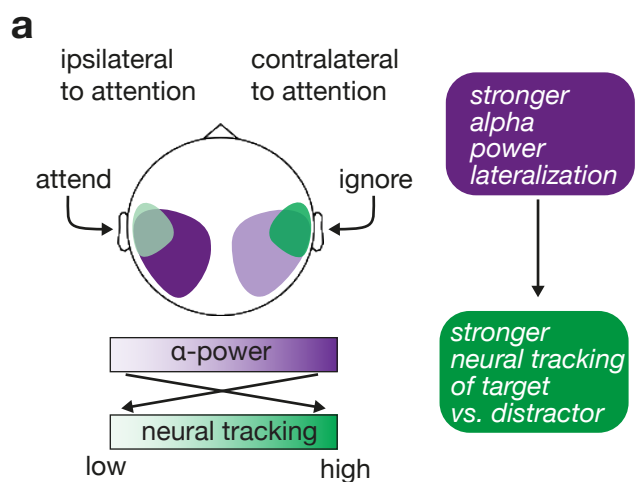 a
ipsilateral
to attention
contralateral
to attention
attend
ignore
α-power
neural tracking
low
high
stronger
alpha
power
lateralization
stronger
neural tracking
of target
vs. distractor